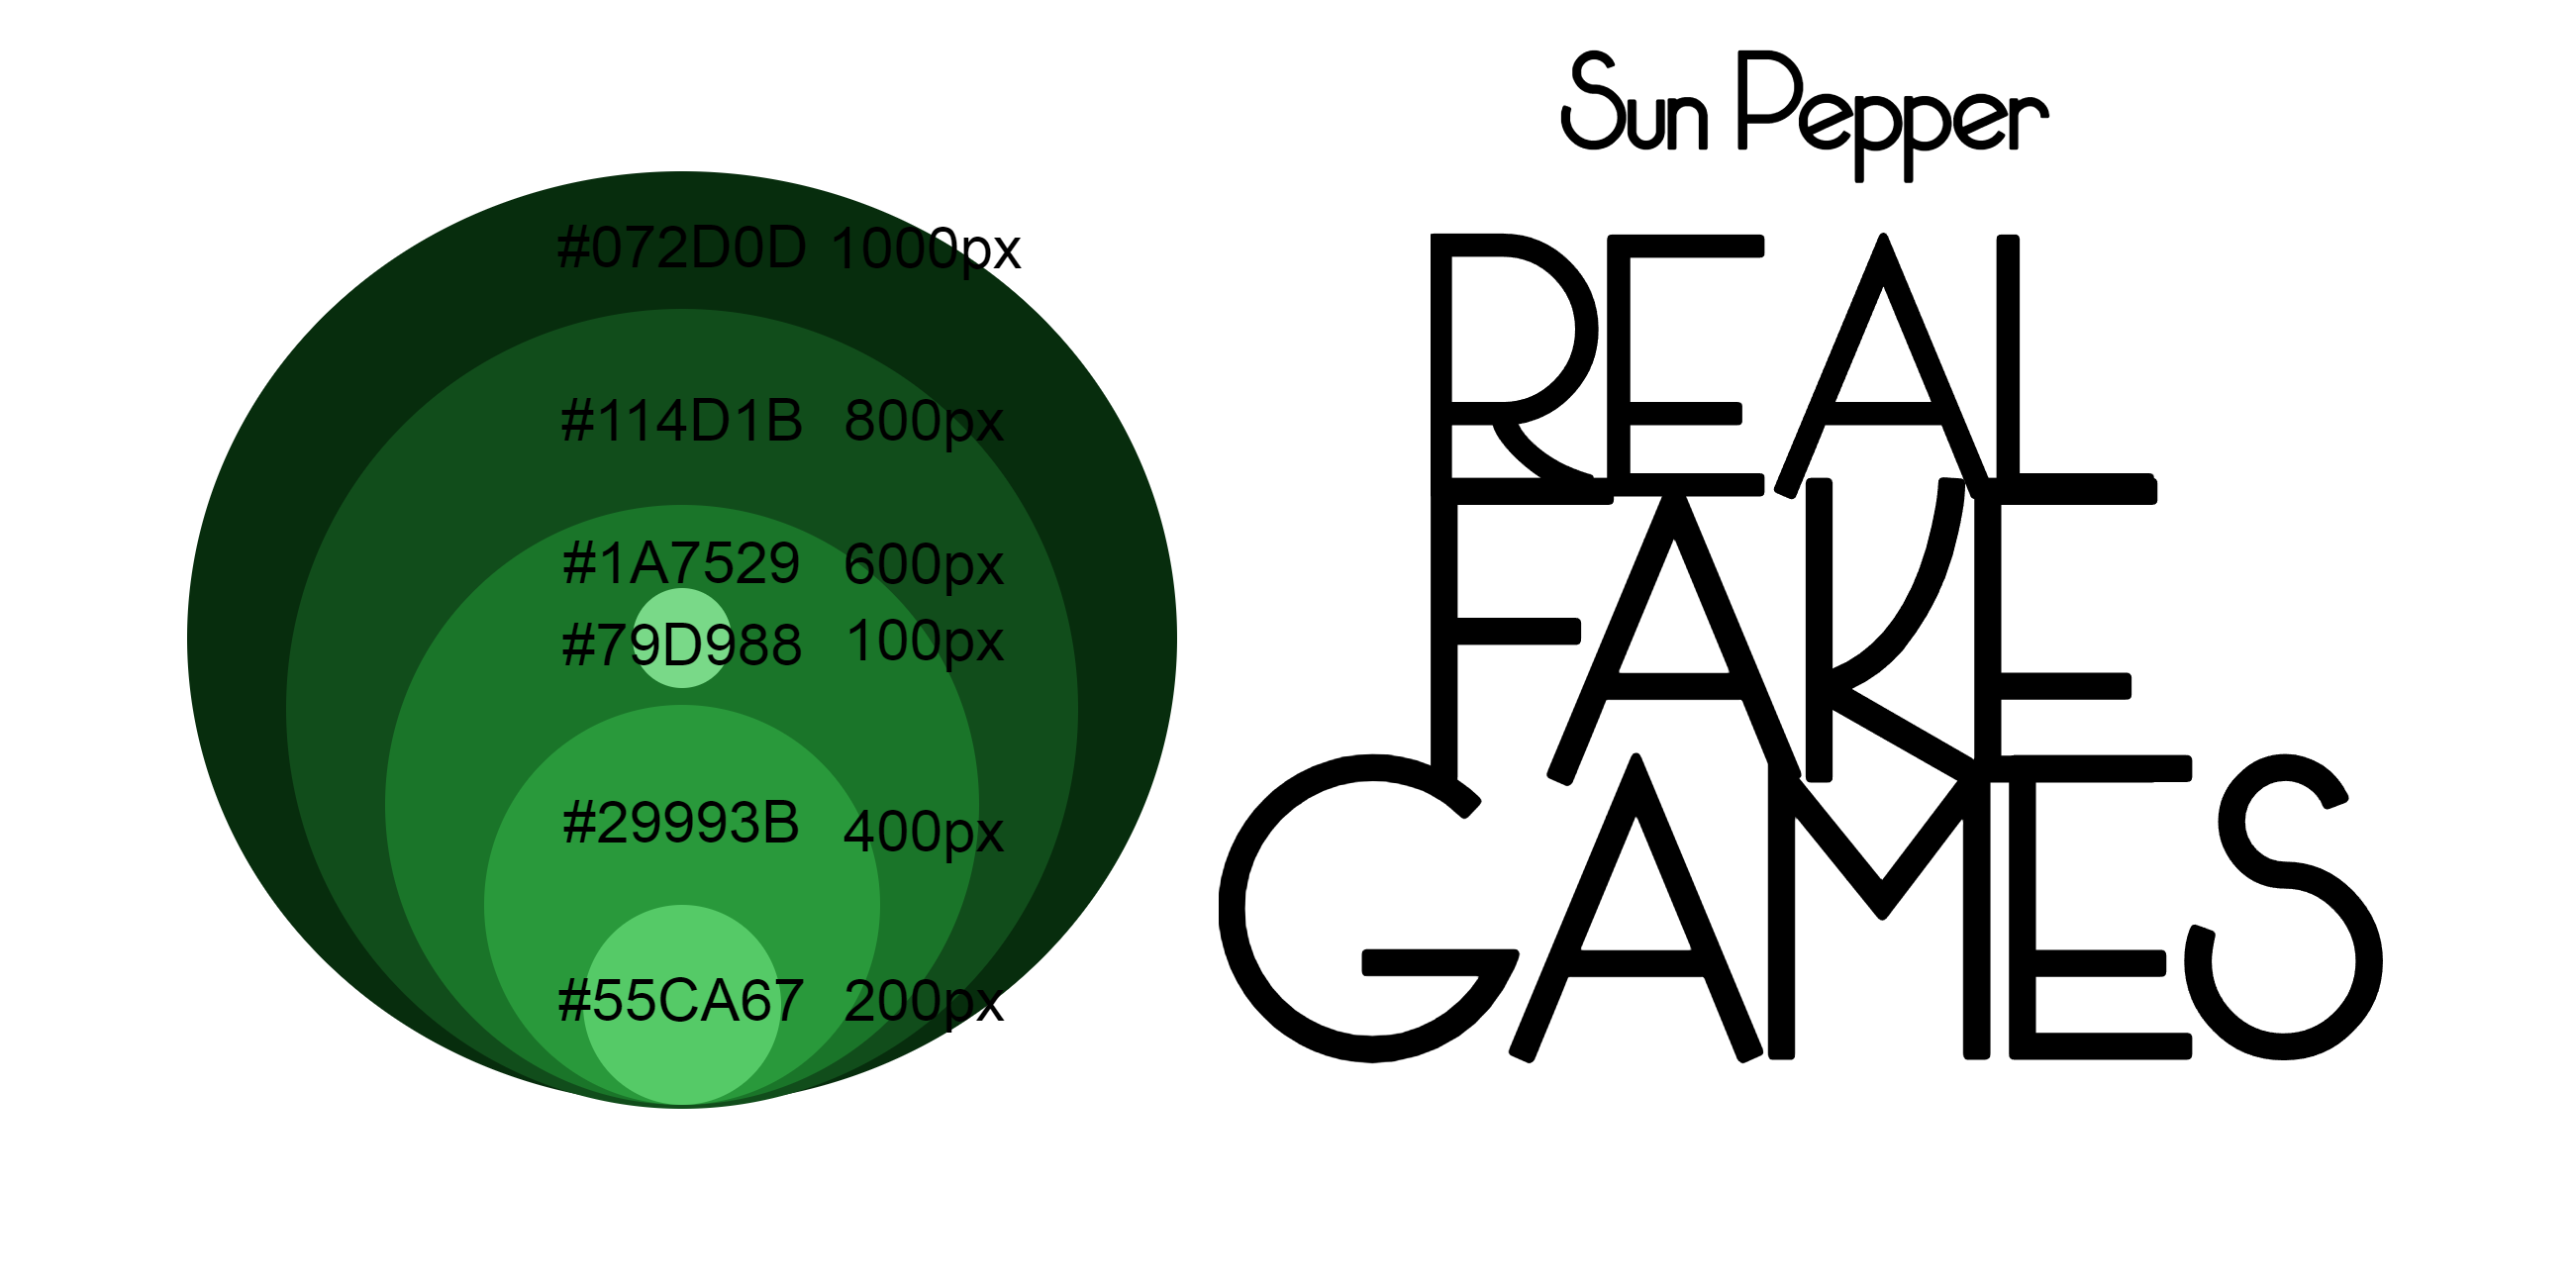 #072D0D 1000px
#114D1B 800px
#1A7529 600px
#79D988 100px
#29993B 400px
#55CA67 200px
Sun Pepper
REAL
FAKE
GAMES